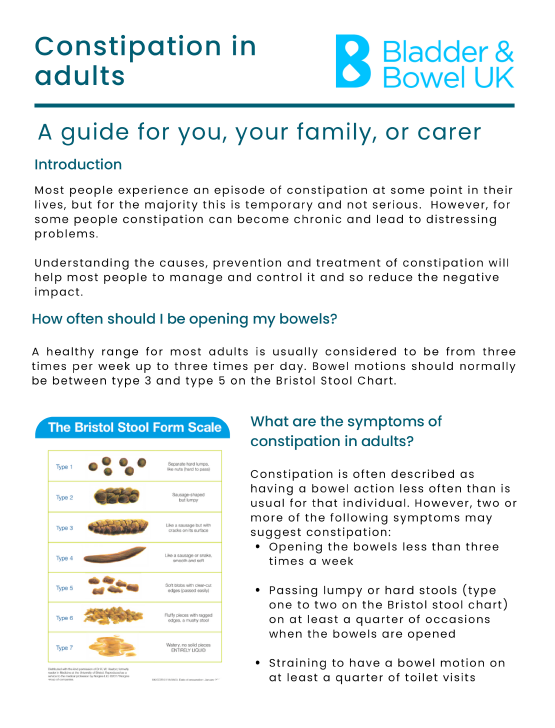 Constipation in
adults
Bladder &
Bowel UK
A guide for you, your family, or carer
Introduction
Most people experience an episode of constipation at some point in their
lives, but for the majority this is temporary and not serious. However, for
some people constipation can become chronic and lead to distressing
problems.
Understanding the causes, prevention and treatment of constipation will
help most people to manage and control it and so reduce the negative
impact.
How often should I be opening my bowels?
A healthy range for most adults is usually considered to be from three
times per week up to three times per day. Bowel motions should normally
be between type 3 and type 5 on the Bristol Stool Chart.
The Bristol Stool Form Scale
Type 1
Separate hard lumps,
like nuts (hard to pass)
Type 2
Sausage-shaped
but lumpy
Type 3
Like a sausage but with
cracks on its surface
Type 4
Like a sausage or snake,
smooth and soft
Type 5
Soft blobs with clear-cut
edges (passed easily)
Type 6
Fluffy pieces with ragged
edges, a mushy stool
Type 7
Watery, no solid pieces
ENTIRELY LIQUID
What are the symptoms of
constipation in adults?
Constipation is often described as
having a bowel action less often than is
usual for that individual. However, two or
more of the following symptoms may
suggest constipation:
• Opening the bowels less than three
times a week
• Passing lumpy or hard stools (type
one to two on the Bristol stool chart)
on at least a quarter of occasions
when the bowels are opened
• Straining to have a bowel motion on
at least a quarter of toilet visits